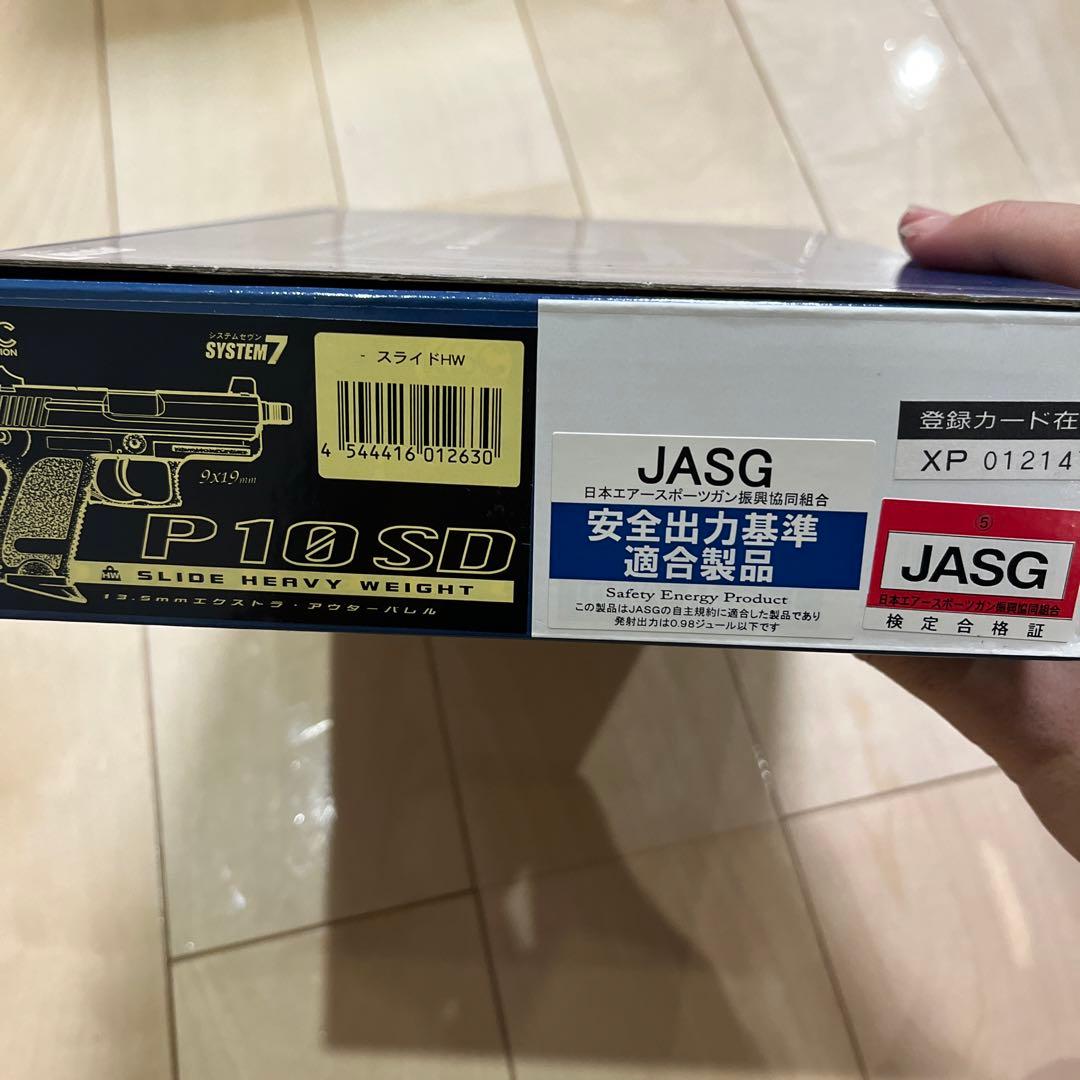 システムセヴン
SYSTEM7
- スライドHW
4 544416 012630
9x19mm
P10 SD
HW SLIDE HEAVY WEIGHT
13.5mmエクストラ・アウターバレル
JASG
日本エアースポーツガン振興協同組合
安全出力基準
適合製品
Safety Energy Product
この製品はJASGの自主規約に適合した製品であり
発射出力は0.98ジュール以下です
登録カード在
XP 01214
⑤
JASG
日本エアースポーツガン振興協同組合
検定合格証